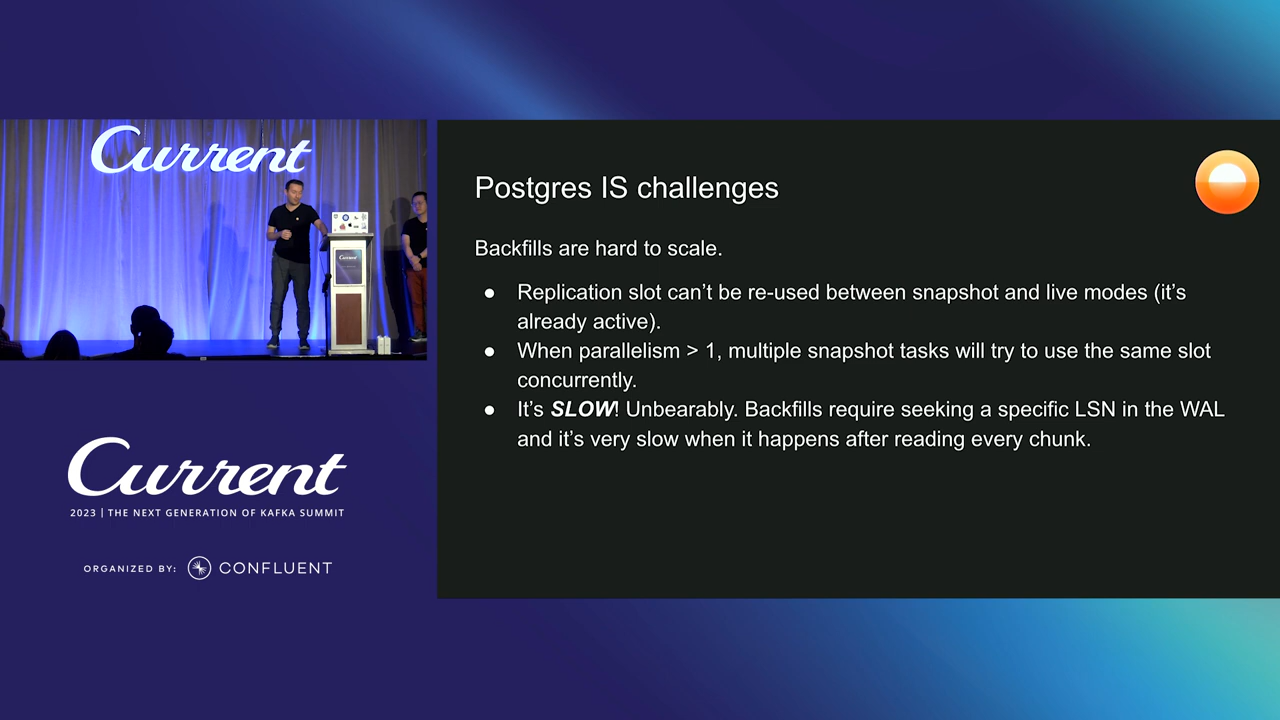 Current
Current
Current
2023 | THE NEXT GENERATION OF KAFKA SUMMIT
ORGANIZED BY: CONFLUENT
Postgres IS challenges
Backfills are hard to scale.
● Replication slot can’t be re-used between snapshot and live modes (it’s
already active).
● When parallelism > 1, multiple snapshot tasks will try to use the same slot
concurrently.
● It’s SLOW! Unbearably. Backfills require seeking a specific LSN in the WAL
and it’s very slow when it happens after reading every chunk.